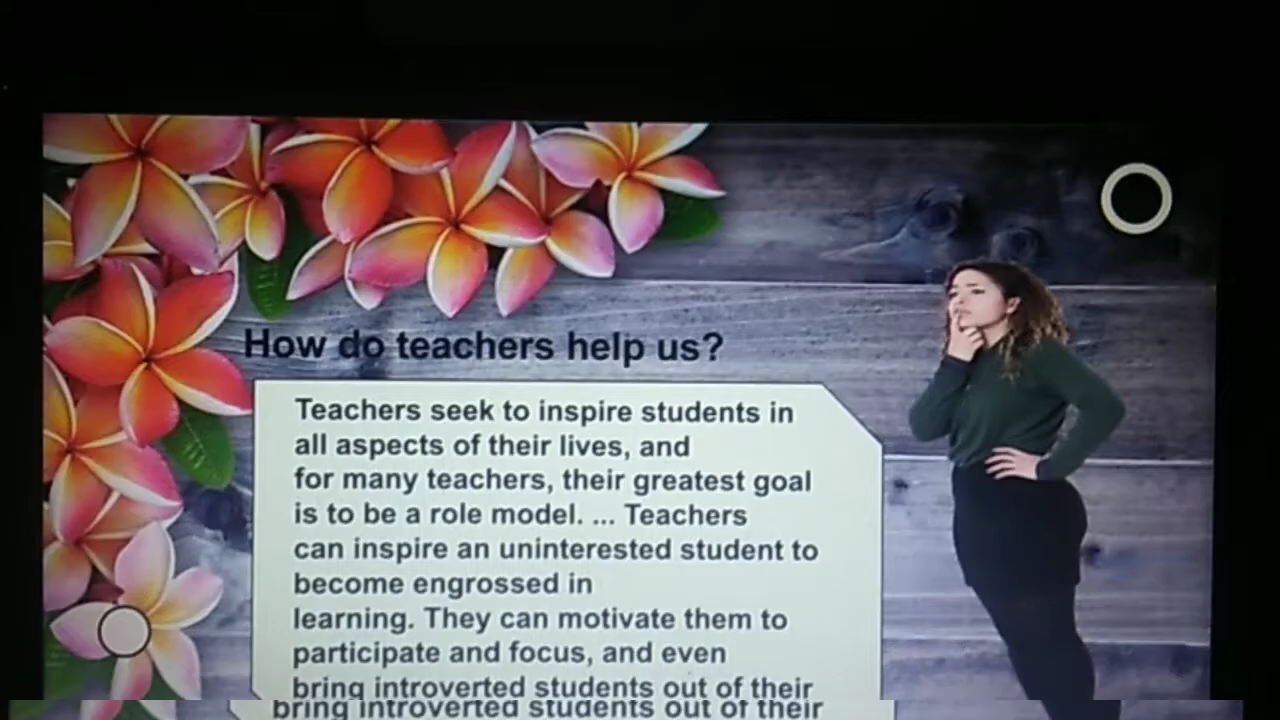 How do teachers help us?
Teachers seek to inspire students in
all aspects of their lives, and
for many teachers, their greatest goal
is to be a role model. ... Teachers
can inspire an uninterested student to
become engrossed in
learning. They can motivate them to
participate and focus, and even
bring introverted students out of their
bring introverted students out of their